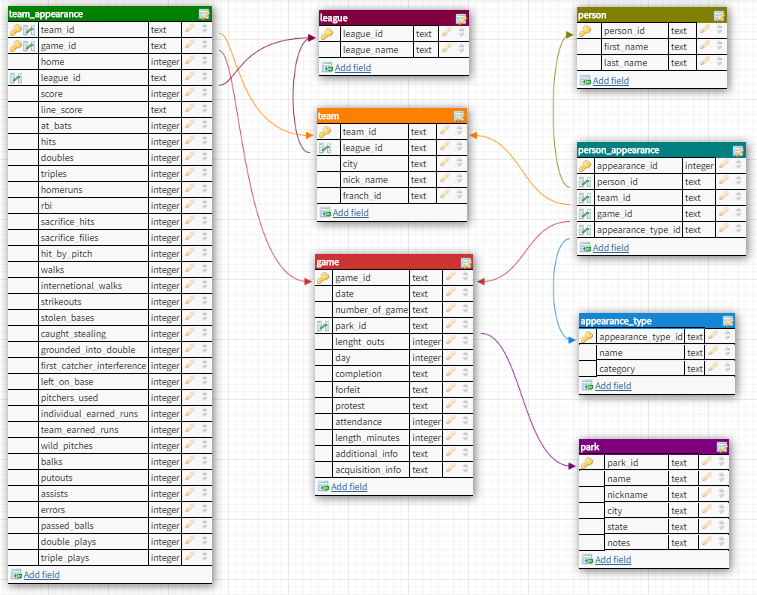 team_appearance
team_id text
game_id text
home integer
league_id text
score integer
line_score text
at_bats integer
hits integer
doubles integer
triples integer
homeruns integer
rbi integer
sacrifice_hits integer
sacrifice_filies integer
hit_by_pitch integer
walks integer
internetional_walks integer
strikeouts integer
stolen_bases integer
caught_stealing integer
grounded_into_double integer
first_catcher_interference integer
left_on_base integer
pitchers_used integer
individual_earned_runs integer
team_earned_runs integer
wild_pitches integer
balks integer
putouts integer
assists integer
errors integer
passed_balls integer
double_plays integer
triple_plays integer
Add field
league
league_id text
league_name text
Add field
team
team_id text
league_id text
city text
nick_name text
franch_id text
Add field
game
game_id text
date text
number_of_game text
park_id text
lenght_outs integer
day integer
completion text
forfeit text
protest text
attendance integer
length_minutes integer
additional_info text
acquisition_info text
Add field
person
person_id text
first_name text
last_name text
Add field
person_appearance
appearance_id integer
person_id text
team_id text
game_id text
appearance_type_id text
Add field
appearance_type
appearance_type_id text
name text
category text
Add field
park
park_id text
name text
nickname text
city text
state text
notes text
Add field